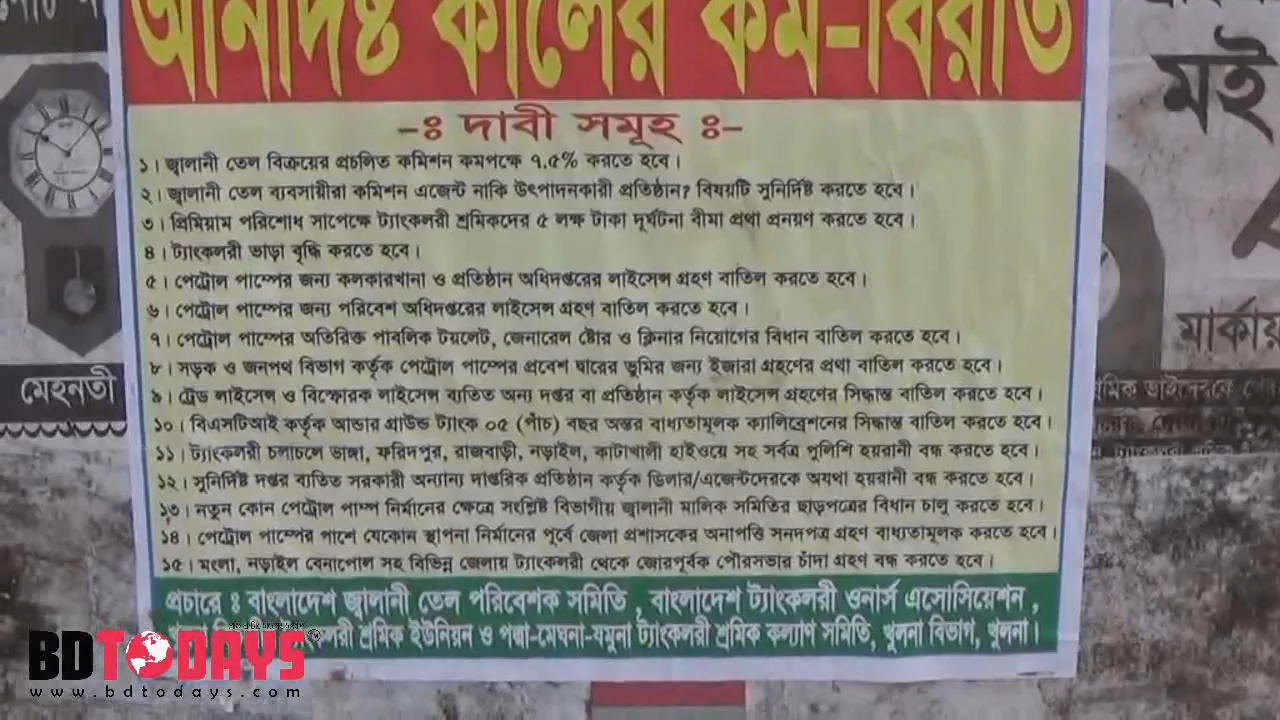 অনির্দিষ্ট কালের কর্ম-বিরতি
-ঃ দাবী সমূহ ঃ-
১। জ্বালানী তেল বিক্রয়ের প্রচলিত কমিশন কমপক্ষে ৭.৫% করতে হবে।
২। জ্বালানী তেল ব্যবসায়ীরা কমিশন এজেন্ট নাকি উৎপাদনকারী প্রতিষ্ঠান? বিষয়টি সুনির্দিষ্ট করতে হবে।
৩। প্রিমিয়াম পরিশোধ সাপেক্ষে ট্যাংকলরী শ্রমিকদের ৫ লক্ষ টাকা দূর্ঘটনা বীমা প্রথা প্রনয়ণ করতে হবে।
৪। ট্যাংকলরী ভাড়া বৃদ্ধি করতে হবে।
৫। পেট্রোল পাম্পের জন্য কলকারখানা ও প্রতিষ্ঠান অধিদপ্তরের লাইসেন্স গ্রহণ বাতিল করতে হবে।
৬। পেট্রোল পাম্পের জন্য পরিবেশ অধিদপ্তরের লাইসেন্স গ্রহণ বাতিল করতে হবে।
৭। পেট্রোল পাম্পের অতিরিক্ত পাবলিক টয়লেট, জেনারেল ষ্টোর ও ক্লিনার নিয়োগের বিধান বাতিল করতে হবে।
৮। সড়ক ও জনপথ বিভাগ কর্তৃক পেট্রোল পাম্পের প্রবেশ দ্বারের ভূমির জন্য ইজারা গ্রহণের প্রথা বাতিল করতে হবে।
৯। ট্রেড লাইসেন্স ও বিস্ফোরক লাইসেন্স ব্যতিত অন্য দপ্তর বা প্রতিষ্ঠান কর্তৃক লাইসেন্স গ্রহণের সিদ্ধান্ত বাতিল করতে হবে।
১০। বিএসটিআই কর্তৃক আন্ডার গ্রাউন্ড ট্যাংক ০৫ (পাঁচ) বছর অন্তর বাধ্যতামূলক ক্যালিব্রেশনের সিদ্ধান্ত বাতিল করতে হবে।
১১। ট্যাংকলরী চলাচলে ভাঙ্গা, ফরিদপুর, রাজবাড়ী, নড়াইল, কাটাখালী হাইওয়ে সহ সর্বত্র পুলিশি হয়রানী বন্ধ করতে হবে।
১২। সুনির্দিষ্ট দপ্তর ব্যতিত সরকারী অন্যান্য দাপ্তরিক প্রতিষ্ঠান কর্তৃক ডিলার/এজেন্টদেরকে অযথা হয়রানী বন্ধ করতে হবে।
১৩। নতুন কোন পেট্রোল পাম্প নির্মানের ক্ষেত্রে সংশ্লিষ্ট বিভাগীয় জ্বালানী মালিক সমিতির ছাড়পত্রের বিধান চালু করতে হবে।
১৪। পেট্রোল পাম্পের পাশে যেকোন স্থাপনা নির্মানের পূর্বে জেলা প্রশাসকের অনাপত্তি সনদপত্র গ্রহণ বাধ্যতামূলক করতে হবে।
১৫। মংলা, নড়াইল বেনাপোল সহ বিভিন্ন জেলায় ট্যাংকলরী থেকে জোরপূর্বক পৌরসভার চাঁদা গ্রহণ বন্ধ করতে হবে।
প্রচারে ঃ বাংলাদেশ জ্বালানী তেল পরিবেশক সমিতি, বাংলাদেশ ট্যাংকলরী ওনার্স এসোসিয়েশন,
শ্রমিক ইউনিয়ন ও পদ্মা-মেঘনা-যমুনা ট্যাংকলরী শ্রমিক কল্যাণ সমিতি, খুলনা বিভাগ, খুলনা।
মেহনতী
মই
মার্কায়
BDTODAYS
www.bdtodays.com